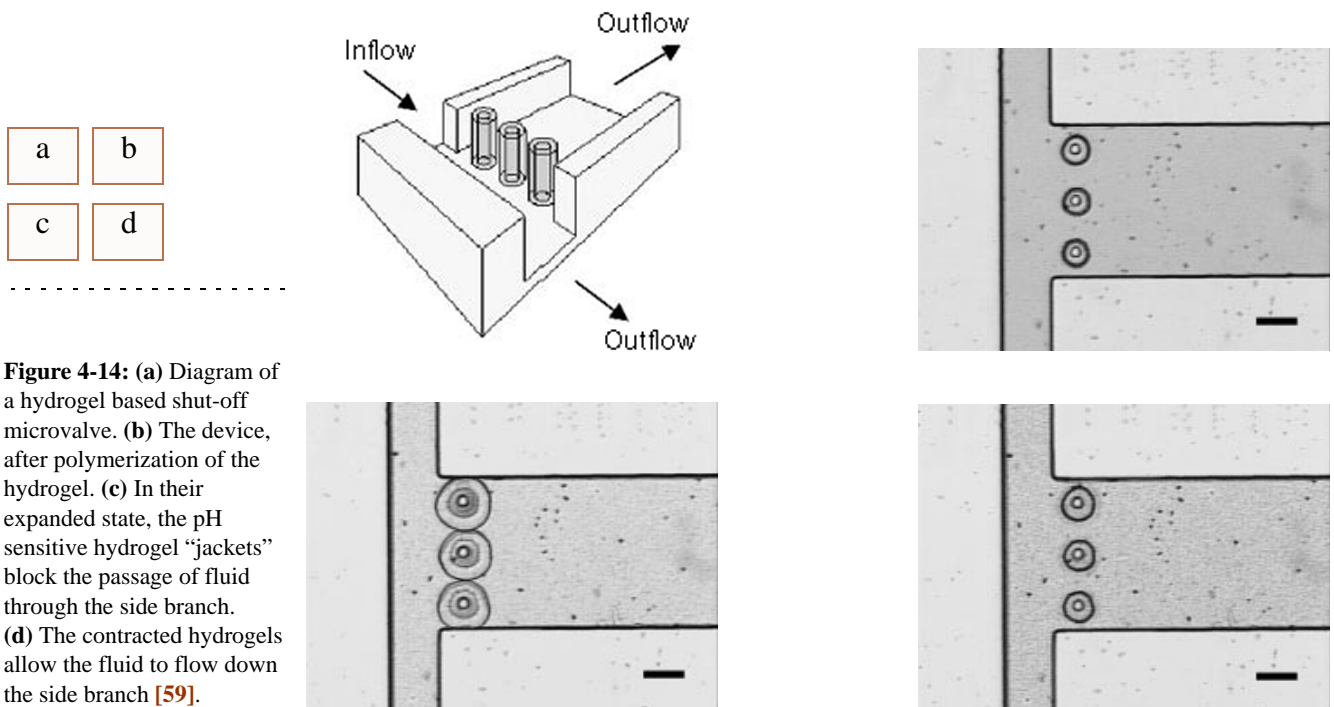 a b
c d
Inflow
Outflow
Outflow
Figure 4-14: (a) Diagram of
a hydrogel based shut-off
microvalve. (b) The device,
after polymerization of the
hydrogel. (c) In their
expanded state, the pH
sensitive hydrogel “jackets”
block the passage of fluid
through the side branch.
(d) The contracted hydrogels
allow the fluid to flow down
the side branch [59].